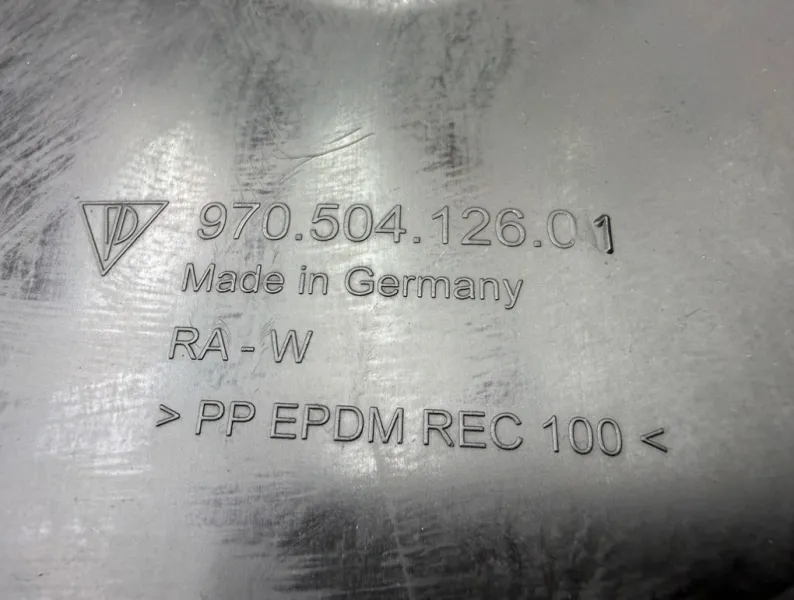 970.504.126.01
Made in Germany
RA - W
> PP EPDM REC 100 <